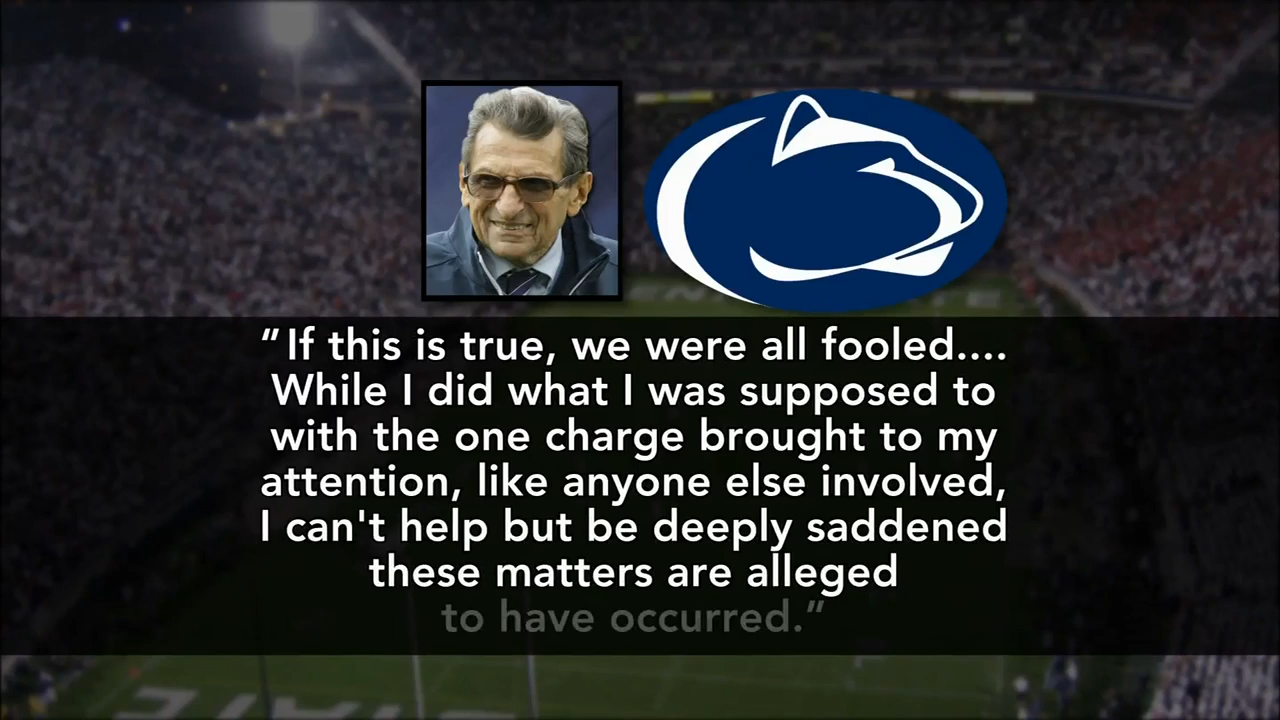 “If this is true, we were all fooled....
While I did what I was supposed to
with the one charge brought to my
attention, like anyone else involved,
I can't help but be deeply saddened
these matters are alleged
to have occurred.”